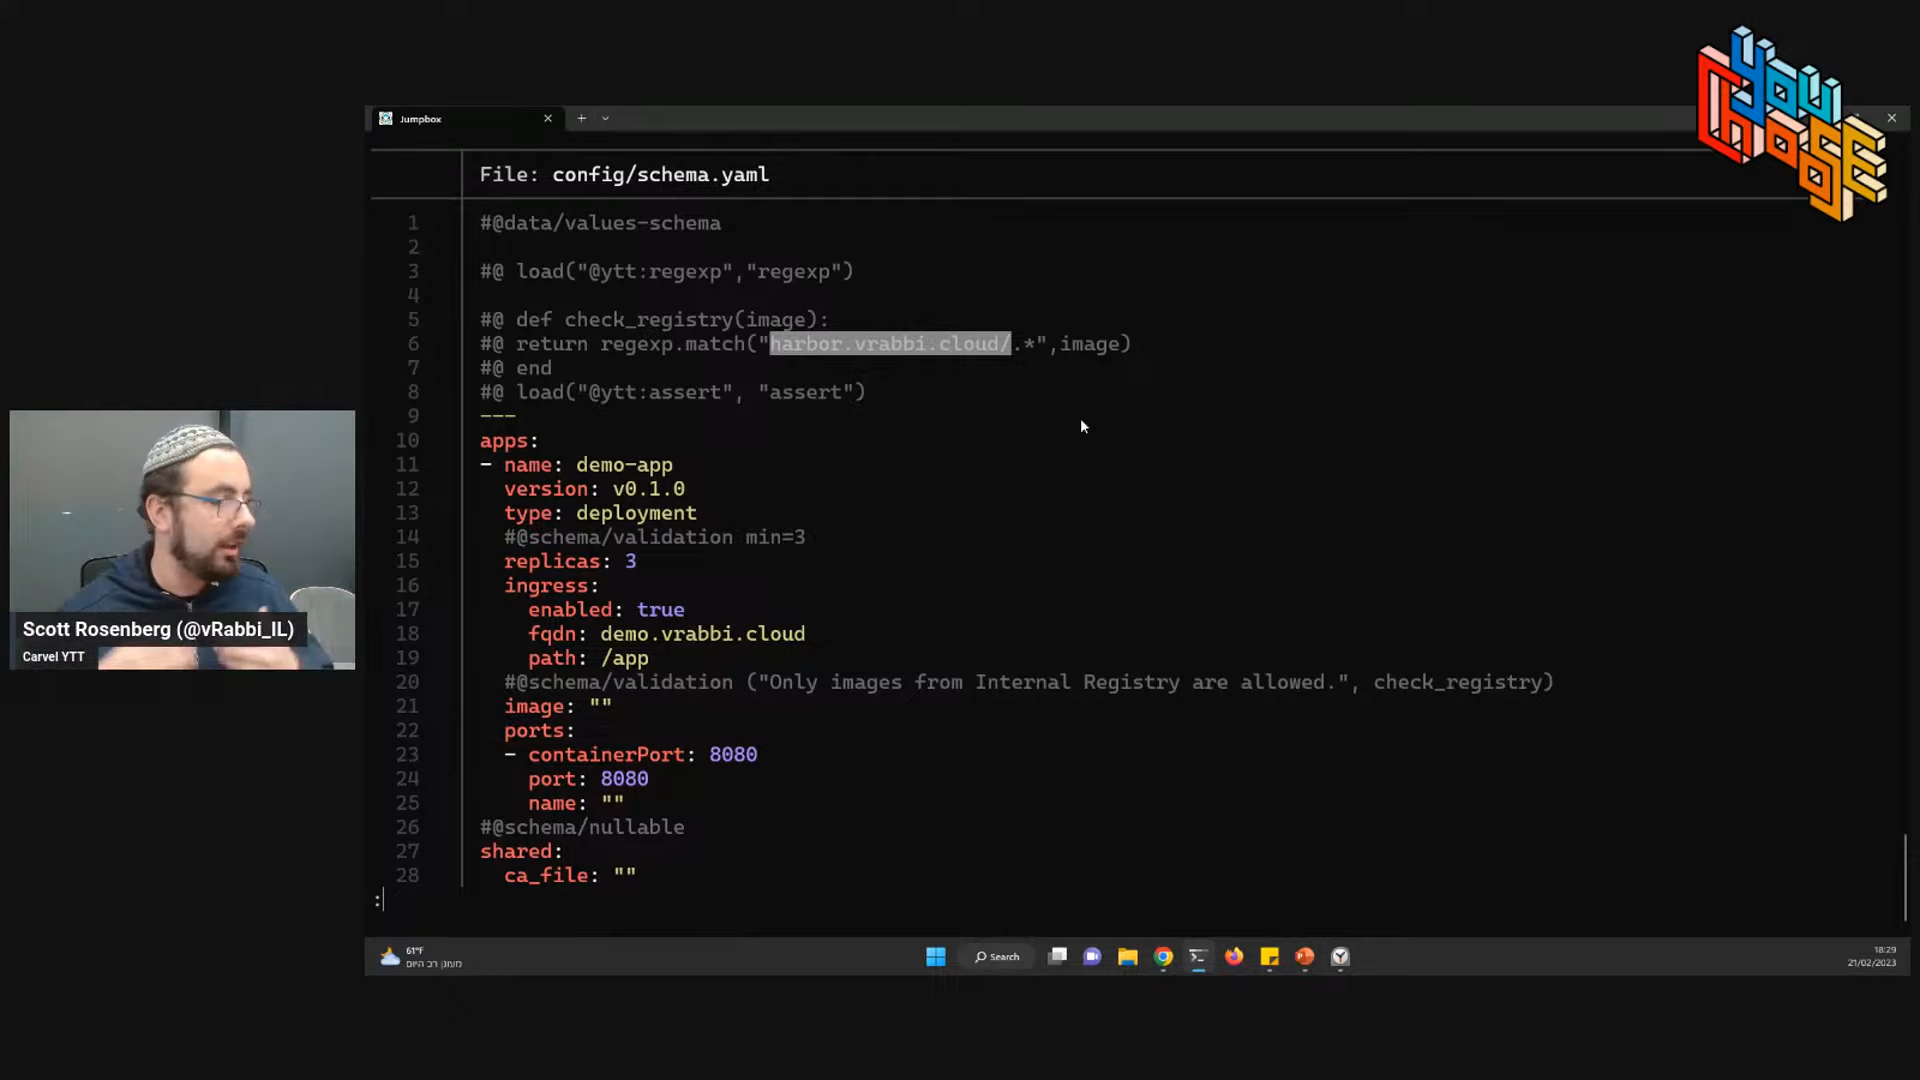 YOU CHOOSE
Jumpbox
File: config/schema.yaml
1 #@data/values-schema
2
3 #@ load("@ytt:regexp","regexp")
4
5 #@ def check_registry(image):
6 #@ return regexp.match("harbor.vrabbi.cloud/.*",image)
7 #@ end
8 #@ load("@ytt:assert", "assert")
9 ---
10 apps:
11 - name: demo-app
12 version: v0.1.0
13 type: deployment
14 #@schema/validation min=3
15 replicas: 3
16 ingress:
17 enabled: true
18 fqdn: demo.vrabbi.cloud
19 path: /app
20 #@schema/validation ("Only images from Internal Registry are allowed.", check_registry)
21 image: ""
22 ports:
23 - containerPort: 8080
24 port: 8080
25 name: ""
26 #@schema/nullable
27 shared:
28 ca_file: ""
:
Scott Rosenberg (@vRabbi_IL)
Carvel YTT
61°F
מעונן רב היום
Search
18:29
21/02/2023